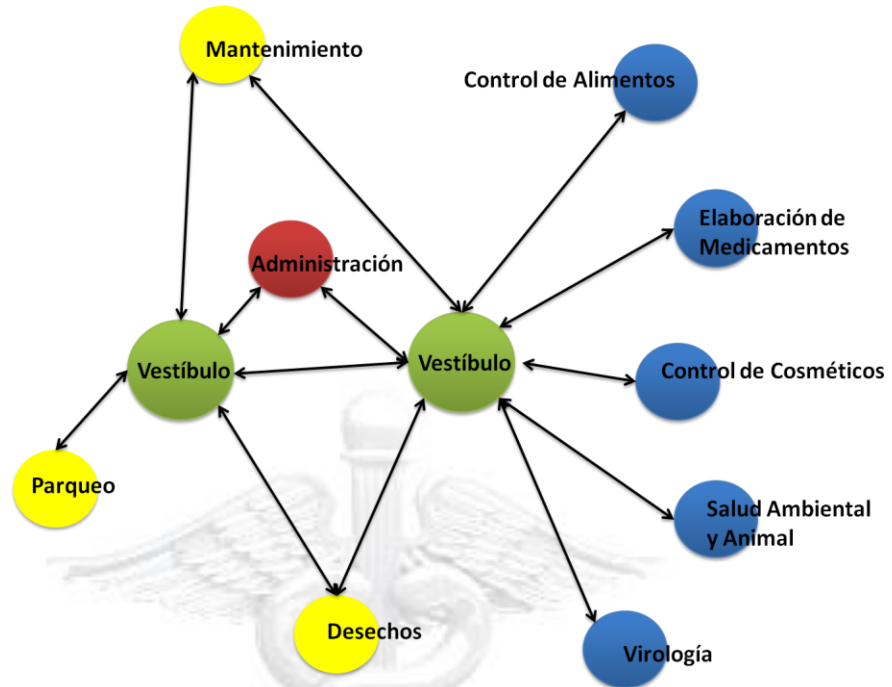 Mantenimiento
Control de Alimentos
Elaboración de
Medicamentos
Administración
Vestíbulo
Vestíbulo
Control de Cosméticos
Parqueo
Salud Ambiental
y Animal
Desechos
Virología